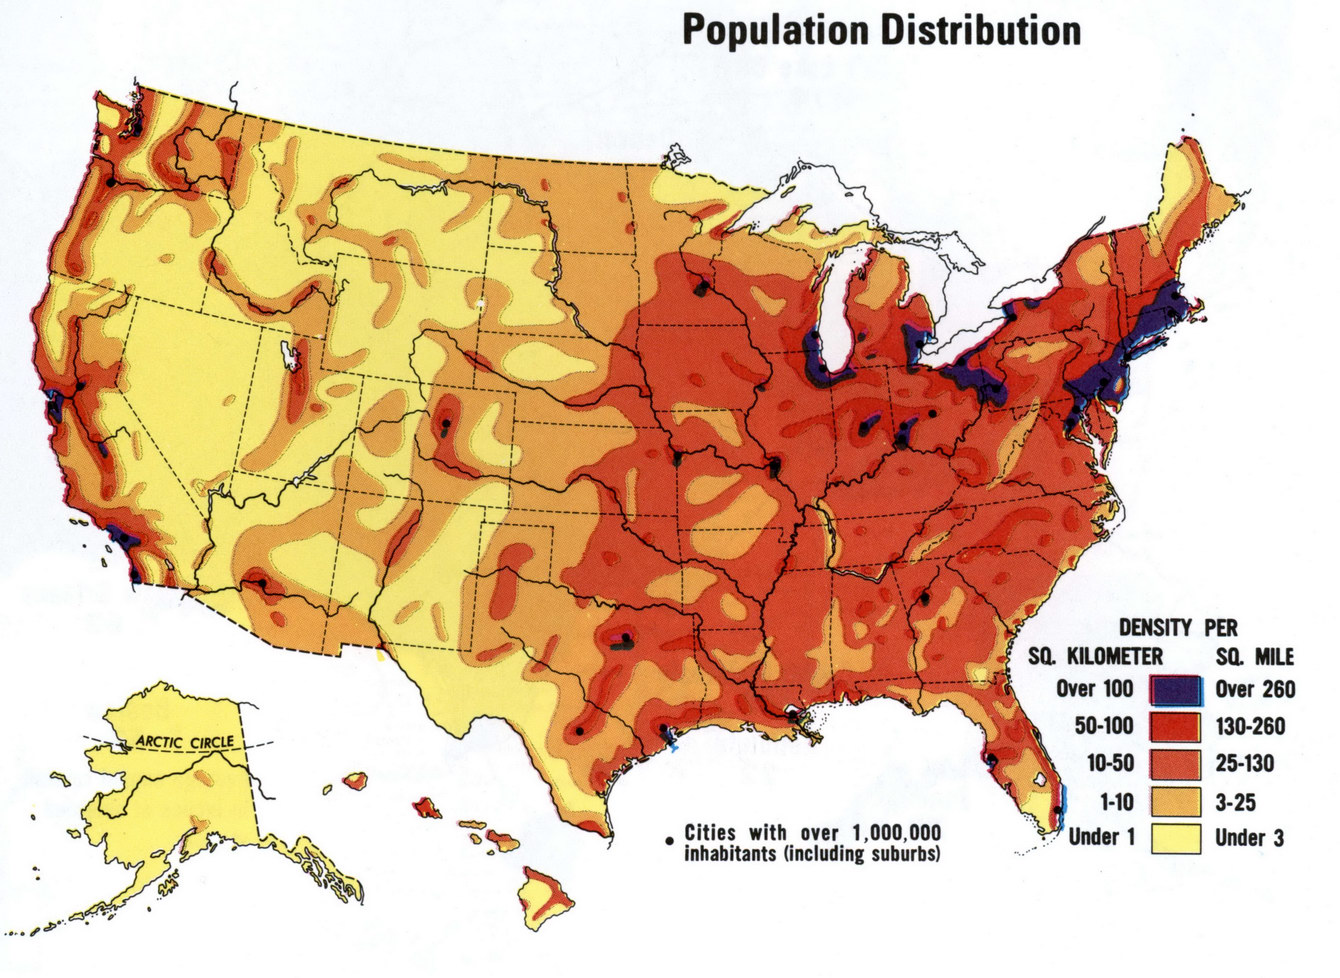 Population Distribution
ARCTIC CIRCLE
DENSITY PER
SQ. KILOMETER SQ. MILE
Over 100 Over 260
50-100 130-260
10-50 25-130
1-10 3-25
Under 1 Under 3
Cities with over 1,000,000
inhabitants (including suburbs)